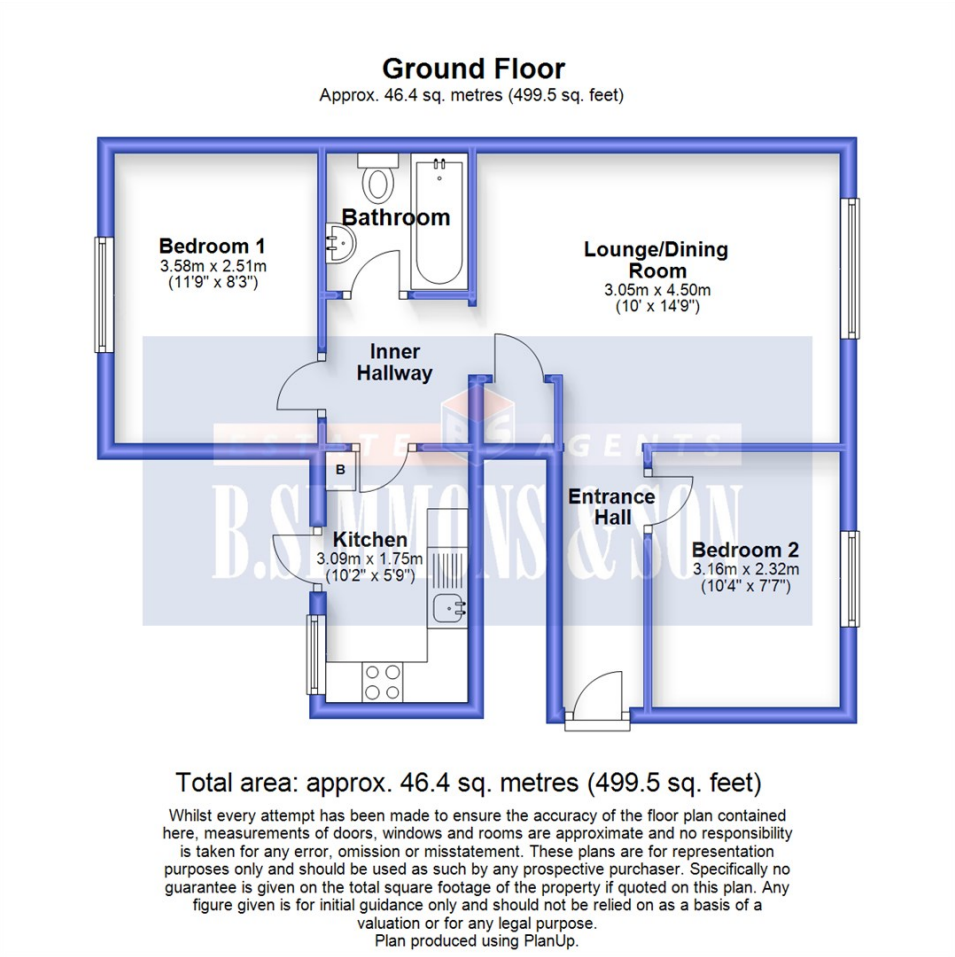 Ground Floor
Approx. 46.4 sq. metres (499.5 sq. feet)
Bathroom
Bedroom 1
3.58m x 2.51m
(11'9" x 8'3")
Lounge/Dining
Room
3.05m x 4.50m
(10' x 14'9")
Inner
Hallway
ESTATE AGENTS
B
B.SIMMONS & SON
Entrance
Hall
Kitchen
3.09m x 1.75m
(10'2" x 5'9")
Bedroom 2
3.16m x 2.32m
(10'4" x 7'7")
Total area: approx. 46.4 sq. metres (499.5 sq. feet)
Whilst every attempt has been made to ensure the accuracy of the floor plan contained
here, measurements of doors, windows and rooms are approximate and no responsibility
is taken for any error, omission or misstatement. These plans are for representation
purposes only and should be used as such by any prospective purchaser. Specifically no
guarantee is given on the total square footage of the property if quoted on this plan. Any
figure given is for initial guidance only and should not be relied on as a basis of a
valuation or for any legal purpose.
Plan produced using PlanUp.